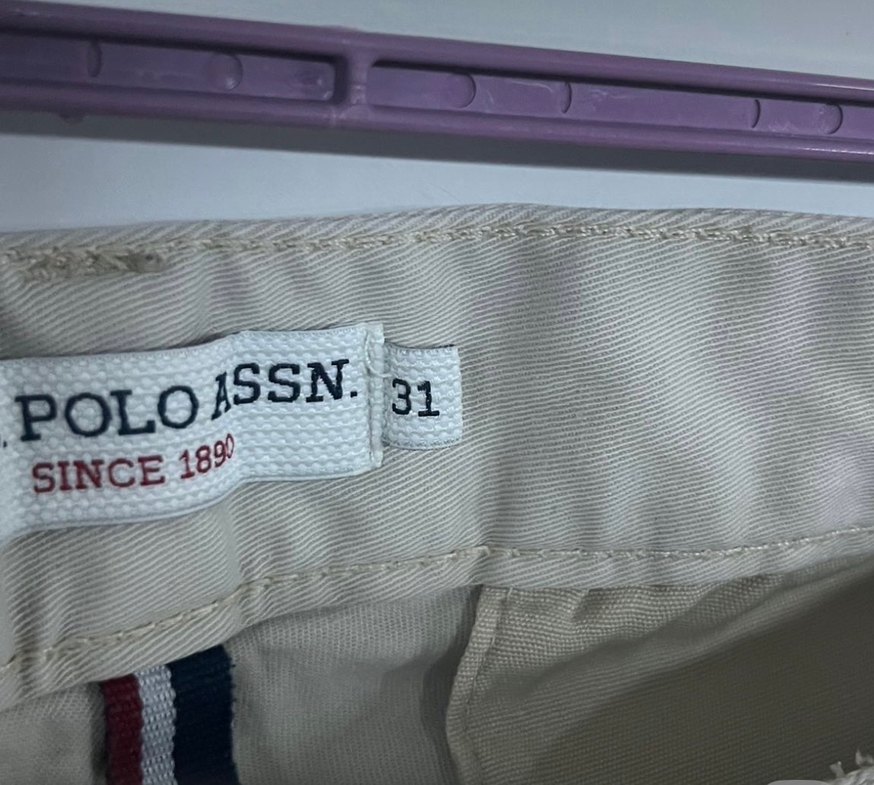 . POLO ASSN.
SINCE 1890
31